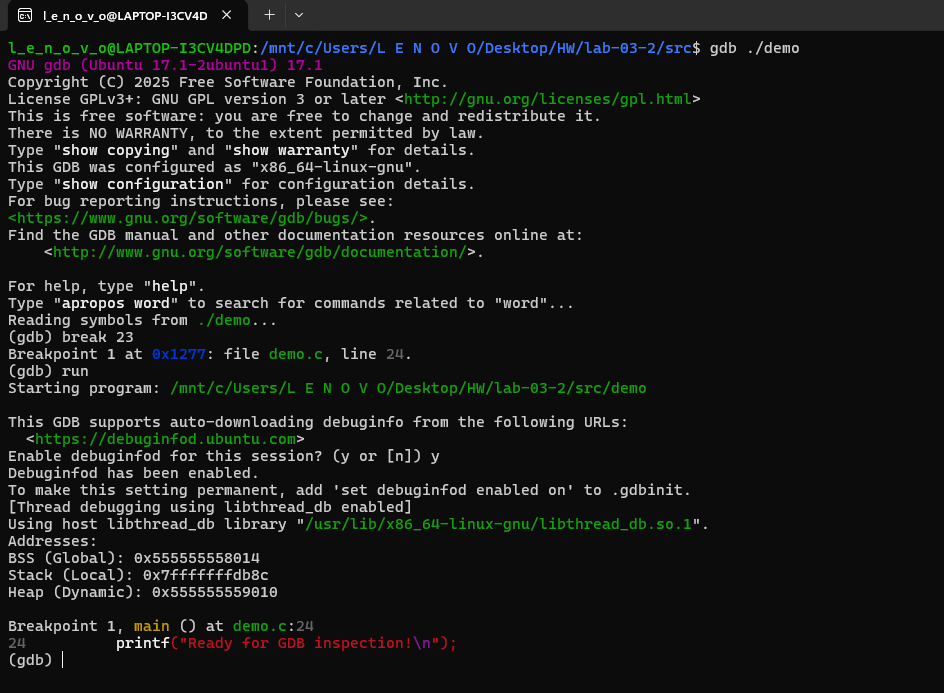 l_e_n_o_v_o@LAPTOP-I3CV4D
l_e_n_o_v_o@LAPTOP-I3CV4DPD:/mnt/c/Users/L E N O V O/Desktop/HW/lab-03-2/src$ gdb ./demo
GNU gdb (Ubuntu 17.1-2ubuntu1) 17.1
Copyright (C) 2025 Free Software Foundation, Inc.
License GPLv3+: GNU GPL version 3 or later <http://gnu.org/licenses/gpl.html>
This is free software: you are free to change and redistribute it.
There is NO WARRANTY, to the extent permitted by law.
Type "show copying" and "show warranty" for details.
This GDB was configured as "x86_64-linux-gnu".
Type "show configuration" for configuration details.
For bug reporting instructions, please see:
<https://www.gnu.org/software/gdb/bugs/>.
Find the GDB manual and other documentation resources online at:
    <http://www.gnu.org/software/gdb/documentation/>.
For help, type "help".
Type "apropos word" to search for commands related to "word"...
Reading symbols from ./demo...
(gdb) break 23
Breakpoint 1 at 0x1277: file demo.c, line 24.
(gdb) run
Starting program: /mnt/c/Users/L E N O V O/Desktop/HW/lab-03-2/src/demo
This GDB supports auto-downloading debuginfo from the following URLs:
  <https://debuginfod.ubuntu.com>
Enable debuginfod for this session? (y or [n]) y
Debuginfod has been enabled.
To make this setting permanent, add 'set debuginfod enabled on' to .gdbinit.
[Thread debugging using libthread_db enabled]
Using host libthread_db library "/usr/lib/x86_64-linux-gnu/libthread_db.so.1".
Addresses:
BSS (Global): 0x555555558014
Stack (Local): 0x7fffffffdb8c
Heap (Dynamic): 0x555555559010
Breakpoint 1, main () at demo.c:24
24          printf("Ready for GDB inspection!\n");
(gdb)